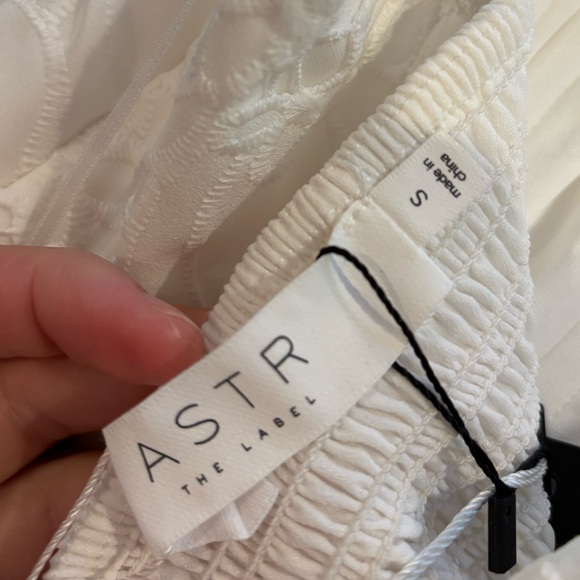 ASTR
THE LABEL
S
made in
china